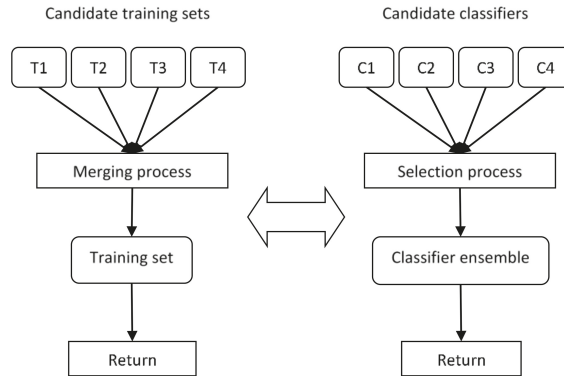 Candidate training sets
T1 T2 T3 T4
Merging process
Training set
Return
Candidate classifiers
C1 C2 C3 C4
Selection process
Classifier ensemble
Return